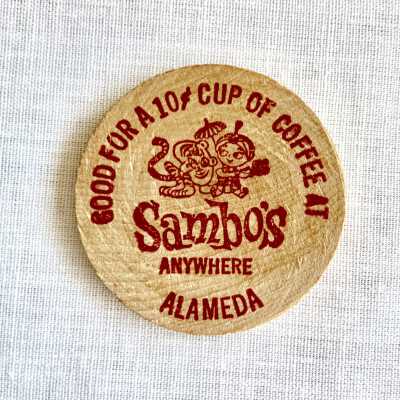 GOOD FOR A 10¢ CUP OF COFFEE AT
Sambo's
ANYWHERE
ALAMEDA